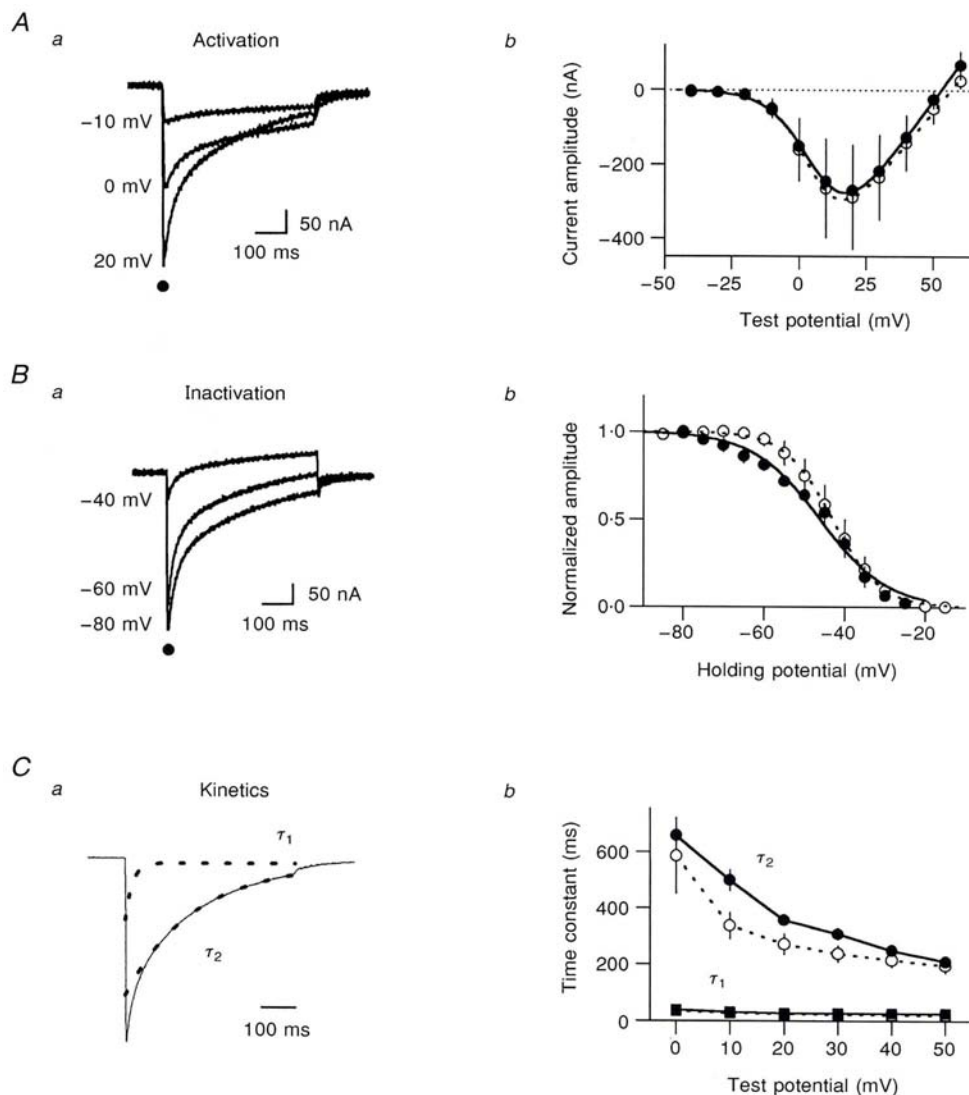 A
a
Activation
−10 mV
0 mV
20 mV
50 nA
100 ms
b
Current amplitude (nA)
0
−200
−400
−50
−25
0
25
50
Test potential (mV)
B
a
Inactivation
−40 mV
−60 mV
−80 mV
50 nA
100 ms
b
Normalized amplitude
1·0
0·5
0·0
−80
−60
−40
−20
Holding potential (mV)
C
a
Kinetics
τ1
τ2
100 ms
b
Time constant (ms)
600
400
200
0
τ2
τ1
0
10
20
30
40
50
Test potential (mV)